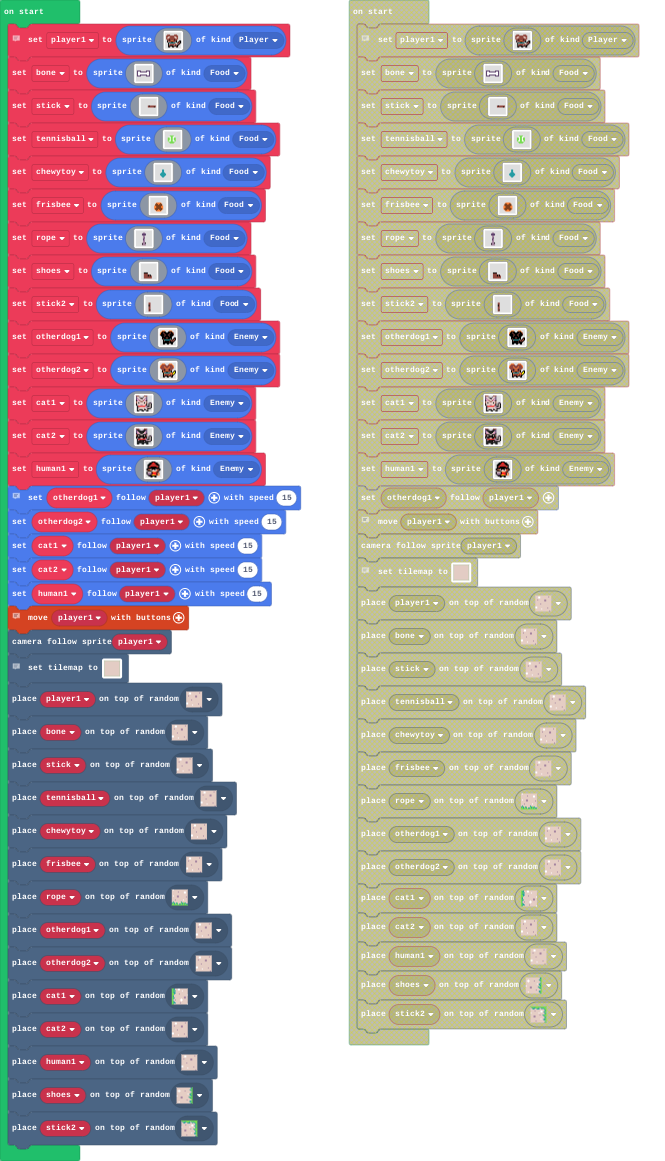 on start
set player1 to sprite of kind Player
set bone to sprite of kind Food
set stick to sprite of kind Food
set tennisball to sprite of kind Food
set chewytoy to sprite of kind Food
set frisbee to sprite of kind Food
set rope to sprite of kind Food
set shoes to sprite of kind Food
set stick2 to sprite of kind Food
set otherdog1 to sprite of kind Enemy
set otherdog2 to sprite of kind Enemy
set cat1 to sprite of kind Enemy
set cat2 to sprite of kind Enemy
set human1 to sprite of kind Enemy
set otherdog1 follow player1 with speed 15
set otherdog2 follow player1 with speed 15
set cat1 follow player1 with speed 15
set cat2 follow player1 with speed 15
set human1 follow player1 with speed 15
move player1 with buttons
camera follow sprite player1
set tilemap to
place player1 on top of random
place bone on top of random
place stick on top of random
place tennisball on top of random
place chewytoy on top of random
place frisbee on top of random
place rope on top of random
place otherdog1 on top of random
place otherdog2 on top of random
place cat1 on top of random
place cat2 on top of random
place human1 on top of random
place shoes on top of random
place stick2 on top of random
on start
set player1 to sprite of kind Player
set bone to sprite of kind Food
set stick to sprite of kind Food
set tennisball to sprite of kind Food
set chewytoy to sprite of kind Food
set frisbee to sprite of kind Food
set rope to sprite of kind Food
set shoes to sprite of kind Food
set stick2 to sprite of kind Food
set otherdog1 to sprite of kind Enemy
set otherdog2 to sprite of kind Enemy
set cat1 to sprite of kind Enemy
set cat2 to sprite of kind Enemy
set human1 to sprite of kind Enemy
set otherdog1 follow player1
move player1 with buttons
camera follow sprite player1
set tilemap to
place player1 on top of random
place bone on top of random
place stick on top of random
place tennisball on top of random
place chewytoy on top of random
place frisbee on top of random
place rope on top of random
place otherdog1 on top of random
place otherdog2 on top of random
place cat1 on top of random
place cat2 on top of random
place human1 on top of random
place shoes on top of random
place stick2 on top of random